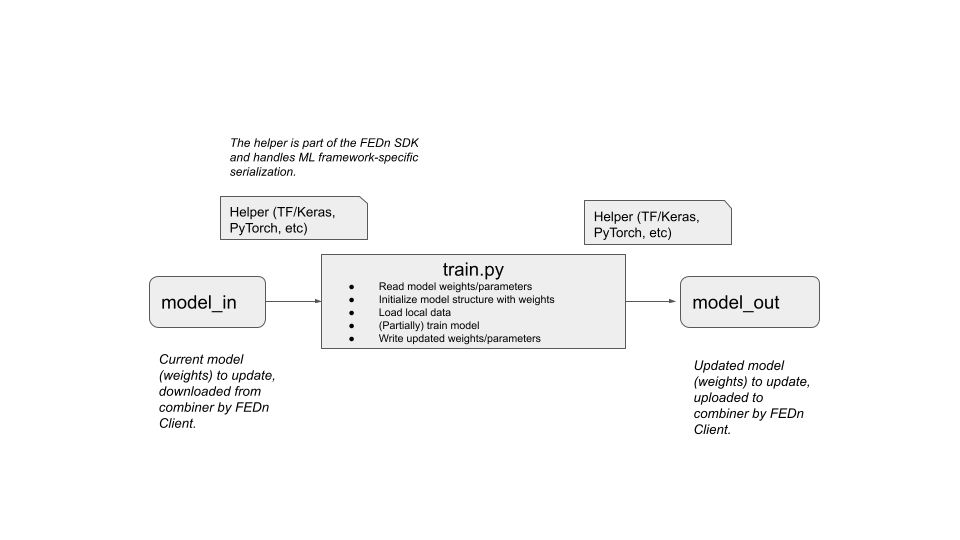 The helper is part of the FEDn SDK
and handles ML framework-specific
serialization.
Helper (TF/Keras,
PyTorch, etc)
Helper (TF/Keras,
PyTorch, etc)
model_in
train.py
● Read model weights/parameters
● Initialize model structure with weights
● Load local data
● (Partially) train model
● Write updated weights/parameters
model_out
Current model
(weights) to update,
downloaded from
combiner by FEDn
Client.
Updated model
(weights) to update,
uploaded to
combiner by FEDn
Client.